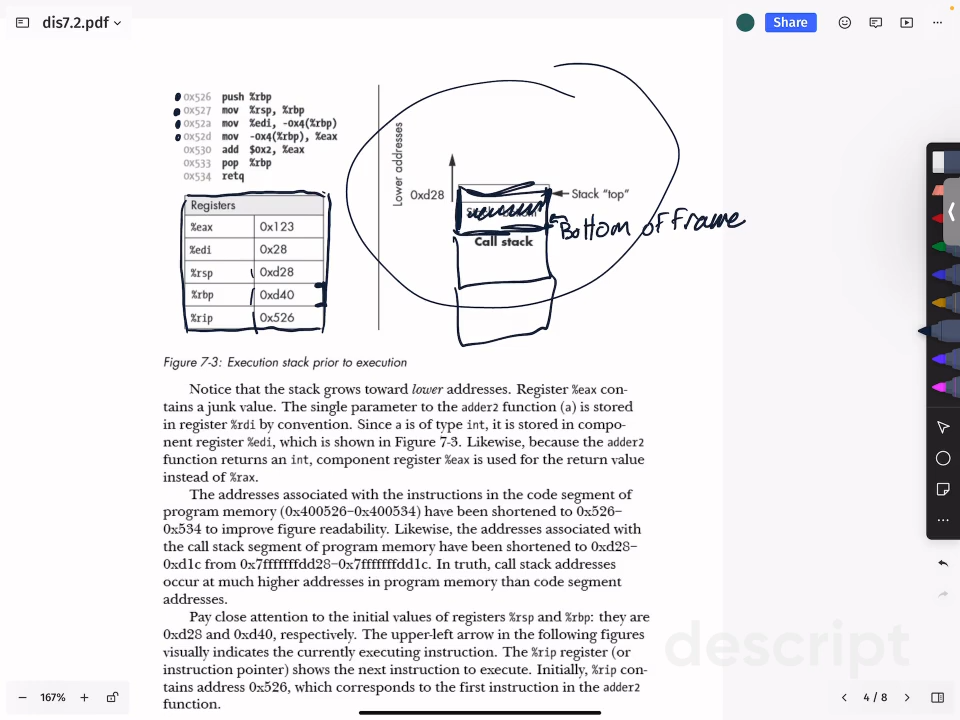 dis7.2.pdf
Share
0x526 push %rbp
0x527 mov %rsp, %rbp
0x52a mov %edi, -0x4(%rbp)
0x52d mov -0x4(%rbp), %eax
0x530 add $0x2, %eax
0x533 pop %rbp
0x534 retq
Registers
%eax 0x123
%edi 0x28
%rsp 0xd28
%rbp 0xd40
%rip 0x526
Lower addresses
0xd28
Stack “top”
Bottom of Frame
Call stack
Figure 7-3: Execution stack prior to execution
Notice that the stack grows toward lower addresses. Register %eax con-
tains a junk value. The single parameter to the adder2 function (a) is stored
in register %rdi by convention. Since a is of type int, it is stored in compo-
nent register %edi, which is shown in Figure 7-3. Likewise, because the adder2
function returns an int, component register %eax is used for the return value
instead of %rax.
The addresses associated with the instructions in the code segment of
program memory (0x400526–0x400534) have been shortened to 0x526–
0x534 to improve figure readability. Likewise, the addresses associated with
the call stack segment of program memory have been shortened to 0xd28–
0xd1c from 0x7fffffffdd28–0x7fffffffdd1c. In truth, call stack addresses
occur at much higher addresses in program memory than code segment
addresses.
Pay close attention to the initial values of registers %rsp and %rbp: they are
0xd28 and 0xd40, respectively. The upper-left arrow in the following figures
visually indicates the currently executing instruction. The %rip register (or
instruction pointer) shows the next instruction to execute. Initially, %rip con-
tains address 0x526, which corresponds to the first instruction in the adder2
function.
descript
167%
4 / 8